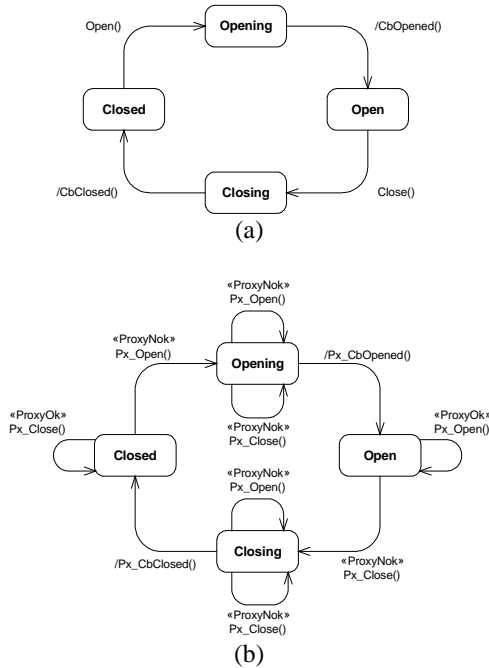 Open()
Opening
/CbOpened()
Closed
Open
/CbClosed()
Closing
Close()
(a)
«ProxyNok»
Px_Open()
«ProxyNok»
Px_Open()
Opening
/Px_CbOpened()
«ProxyNok»
Px_Close()
«ProxyOk»
Px_Close()
Closed
«ProxyOk»
Px_Open()
Open
«ProxyNok»
Px_Open()
Closing
/Px_CbClosed()
«ProxyNok»
Px_Close()
«ProxyNok»
Px_Close()
(b)